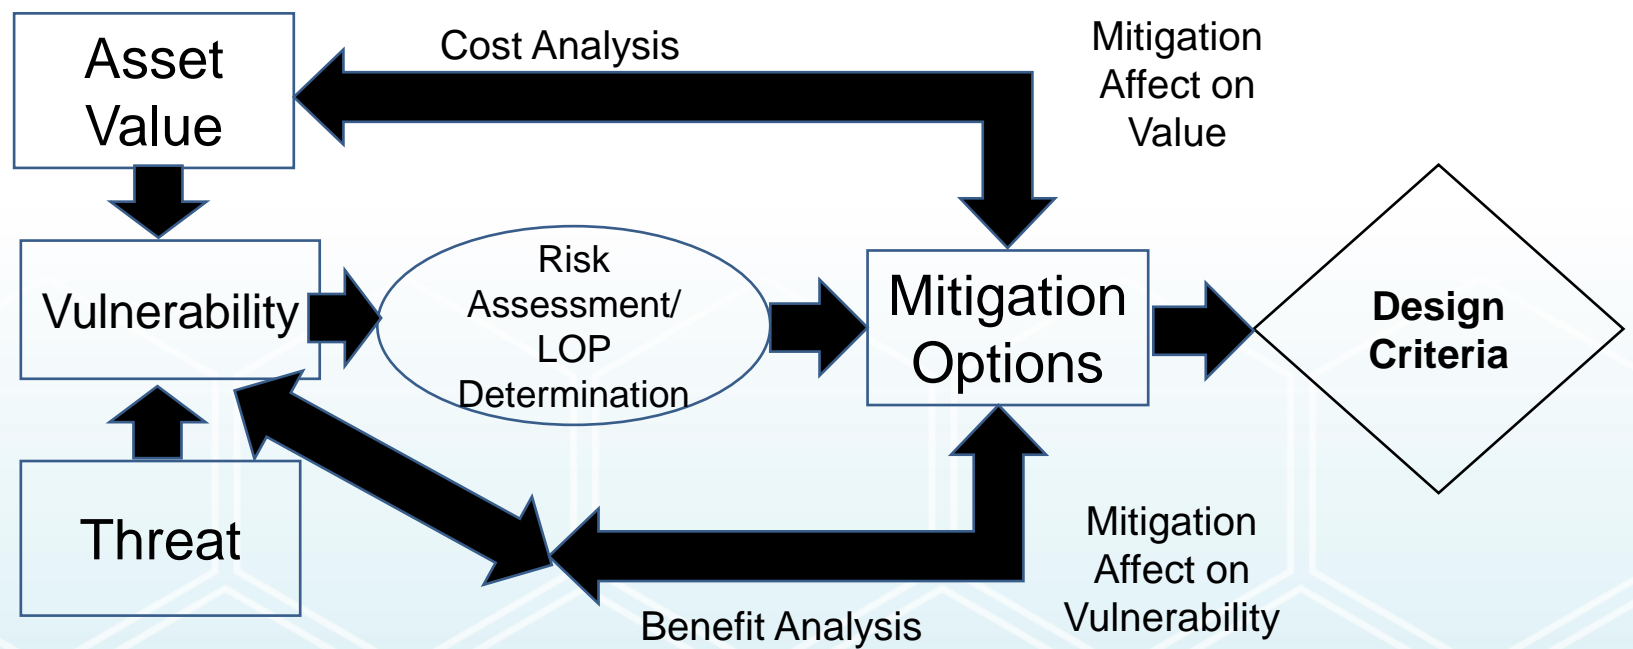 Asset
Value
Cost Analysis
Mitigation
Affect on
Value
Vulnerability
Risk
Assessment/
LOP
Determination
Mitigation
Options
Design
Criteria
Threat
Benefit Analysis
Mitigation
Affect on
Vulnerability